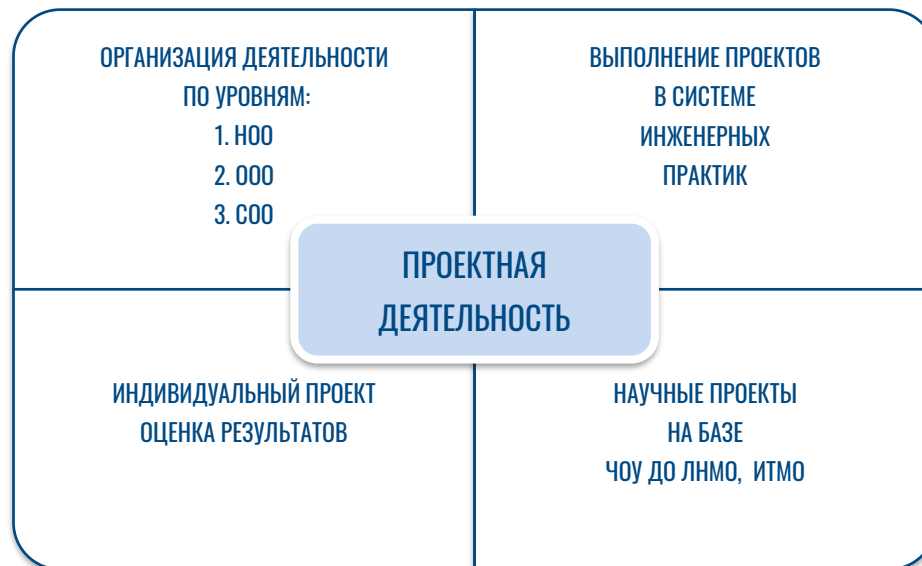 ОРГАНИЗАЦИЯ ДЕЯТЕЛЬНОСТИ
ПО УРОВНЯМ:
1. НОО
2. ООО
3. СОО
ВЫПОЛНЕНИЕ ПРОЕКТОВ
В СИСТЕМЕ
ИНЖЕНЕРНЫХ
ПРАКТИК
ПРОЕКТНАЯ
ДЕЯТЕЛЬНОСТЬ
ИНДИВИДУАЛЬНЫЙ ПРОЕКТ
ОЦЕНКА РЕЗУЛЬТАТОВ
НАУЧНЫЕ ПРОЕКТЫ
НА БАЗЕ
ЧОУ ДО ЛНМО, ИТМО